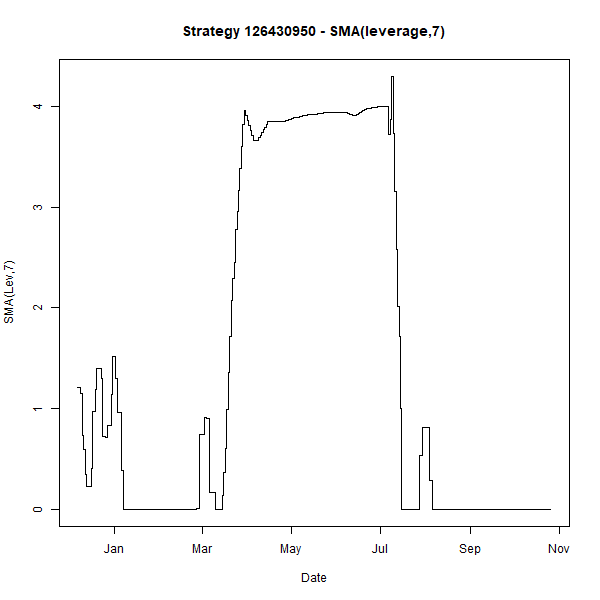 Strategy 126430950 - SMA(leverage,7)
SMA(Lev,7)
4
3
2
1
0
Jan Mar May Jul Sep Nov
Date